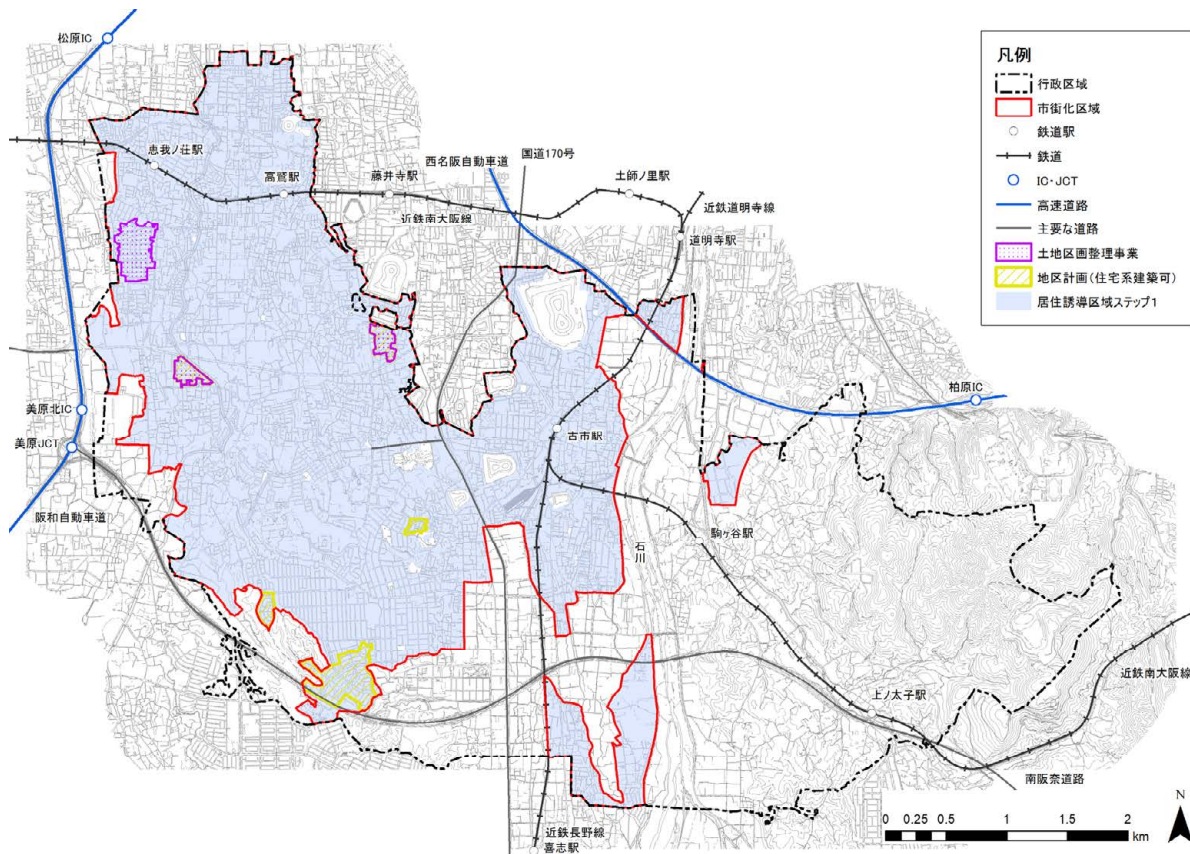 松原IC
凡例
行政区域
市街化区域
鉄道駅
鉄道
IC・JCT
高速道路
主要な道路
土地区画整理事業
地区計画(住宅系建築可)
居住誘導区域ステップ1
恵我ノ荘駅
高鷲駅
藤井寺駅
西名阪自動車道
国道170号
土師ノ里駅
近鉄南大阪線
近鉄道明寺線
道明寺駅
柏原IC
美原北IC
美原JCT
古市駅
阪和自動車道
石川
駒ヶ谷駅
上ノ太子駅
近鉄南大阪線
南阪奈道路
近鉄長野線
喜志駅
N
0 0.25 0.5 1 1.5 2
km